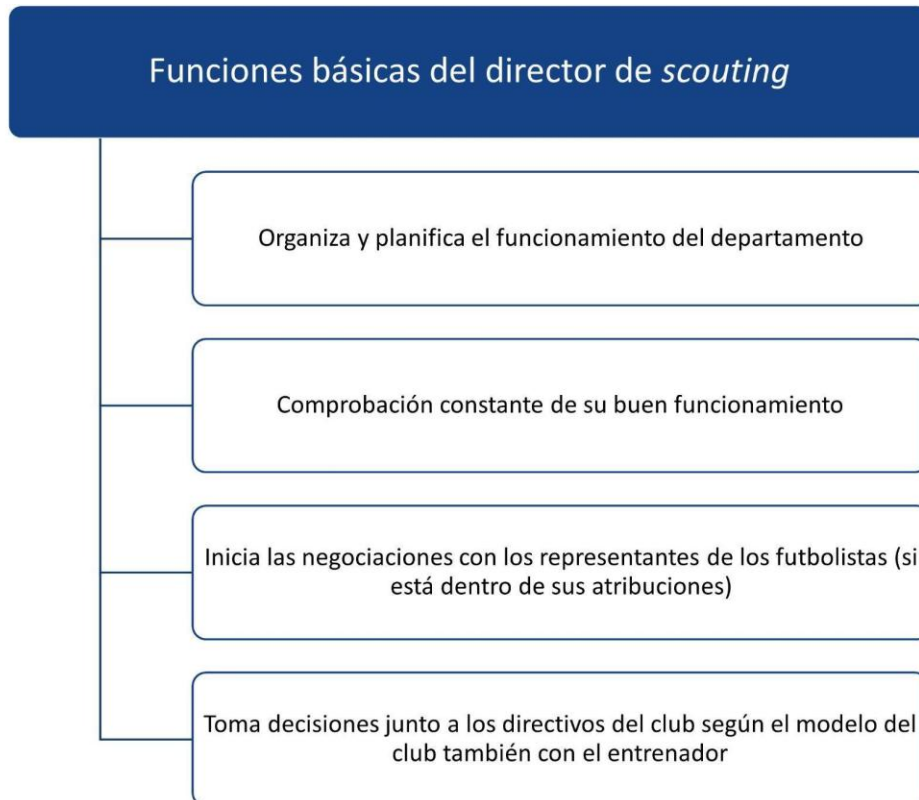 Funciones básicas del director de scouting
Organiza y planifica el funcionamiento del departamento
Comprobación constante de su buen funcionamiento
Inicia las negociaciones con los representantes de los futbolistas (si
está dentro de sus atribuciones)
Toma decisiones junto a los directivos del club según el modelo del
club también con el entrenador